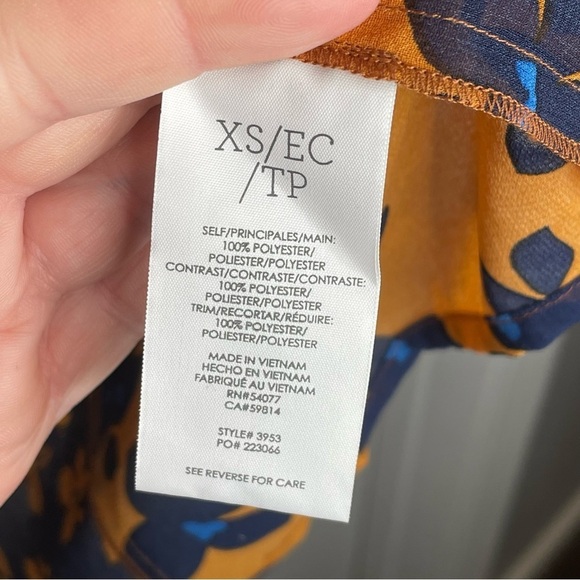 XS/EC
/TP
SELF/PRINCIPALES/MAIN:
100% POLYESTER/
POLIESTER/POLYESTER
CONTRAST/CONTRASTE/CONTRASTE:
100% POLYESTER/
POLIESTER/POLYESTER
TRIM/RECORTAR/RÉDUIRE:
100% POLYESTER/
POLIESTER/POLYESTER
MADE IN VIETNAM
HECHO EN VIETNAM
FABRIQUÉ AU VIETNAM
RN#54077
CA#59814
STYLE# 3953
PO# 223066
SEE REVERSE FOR CARE